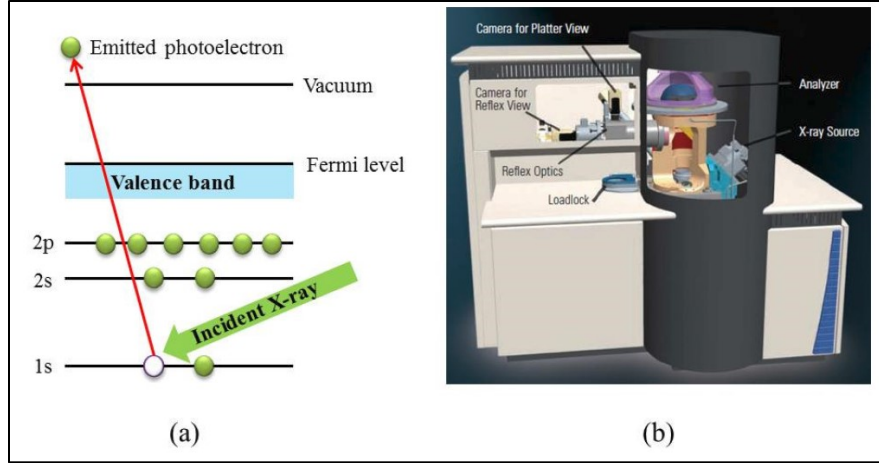 Emitted photoelectron
Vacuum
Fermi level
Valence band
2p
2s
Incident X-ray
1s
(a)
Camera for Platter View
Camera for
Reflex View
Analyzer
X-ray Source
Reflex Optics
Loadlock
(b)